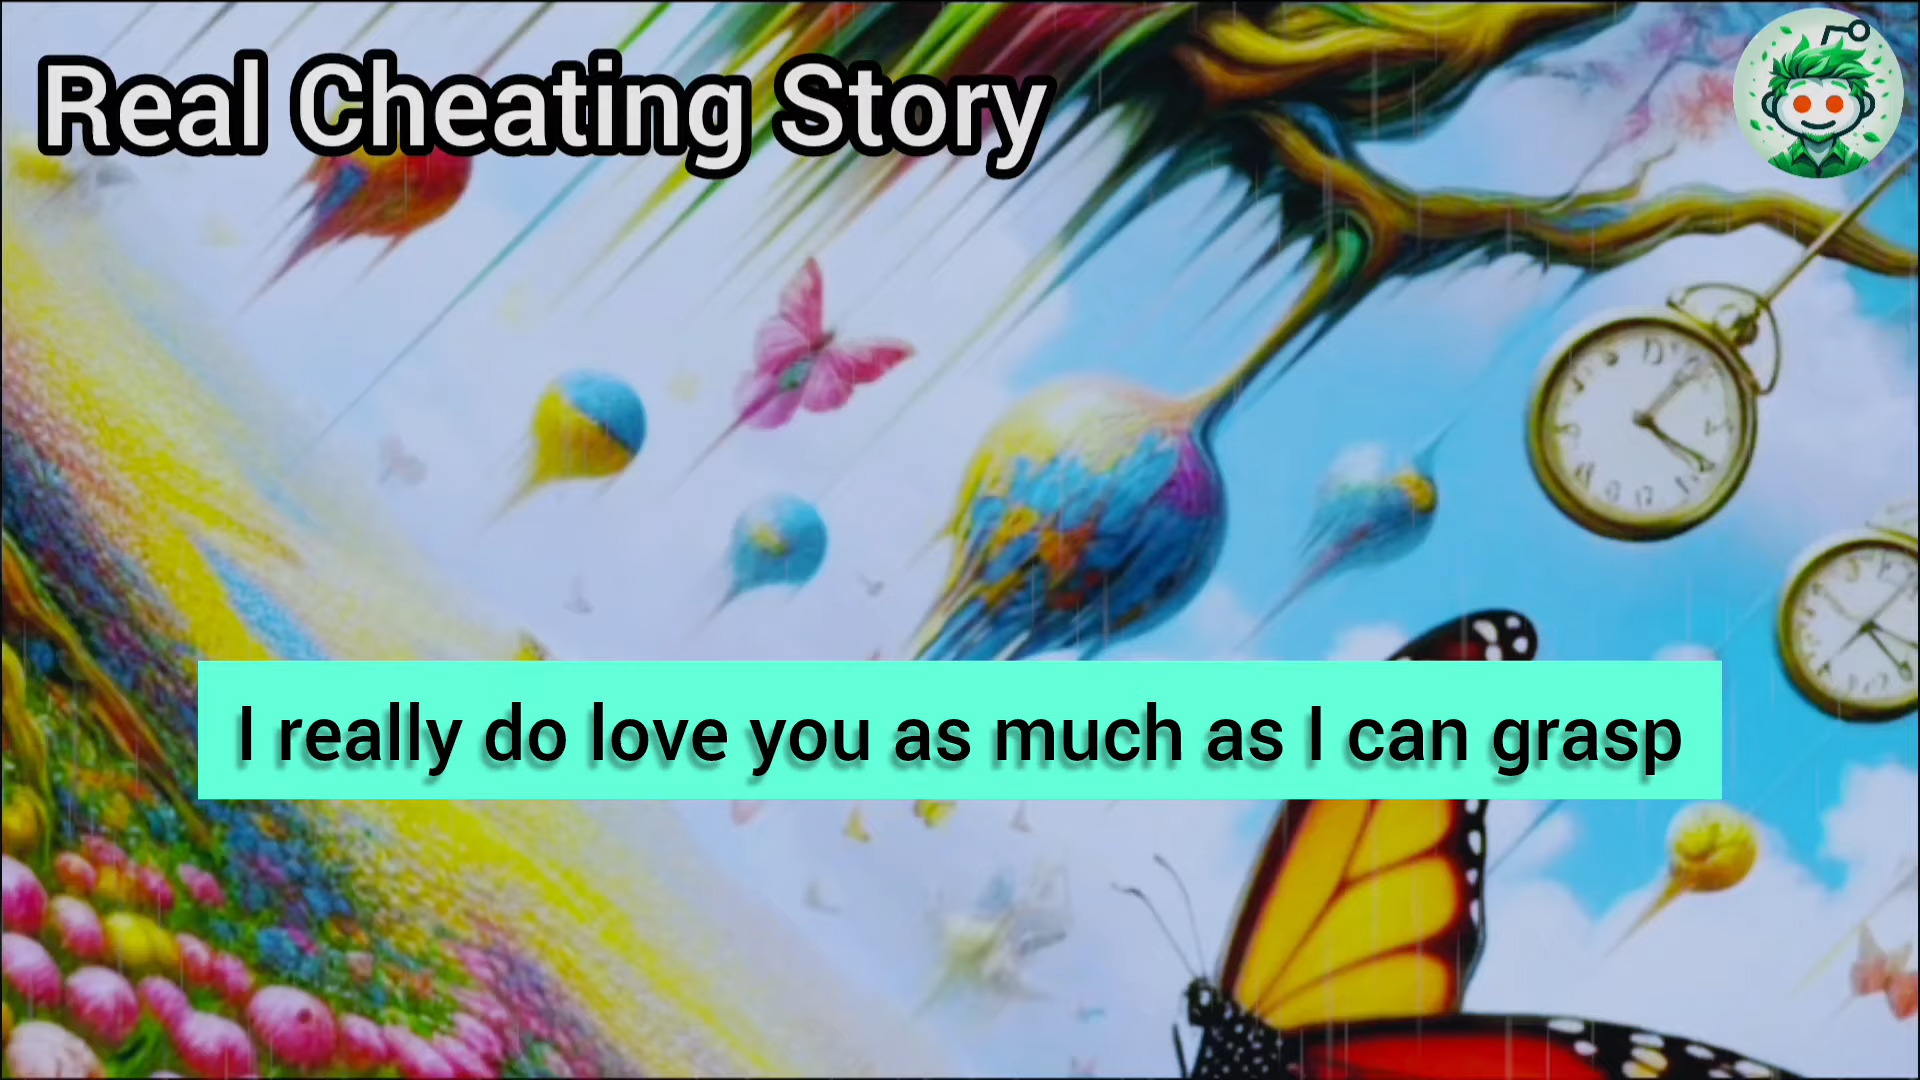 Real Cheating Story
I really do love you as much as I can grasp